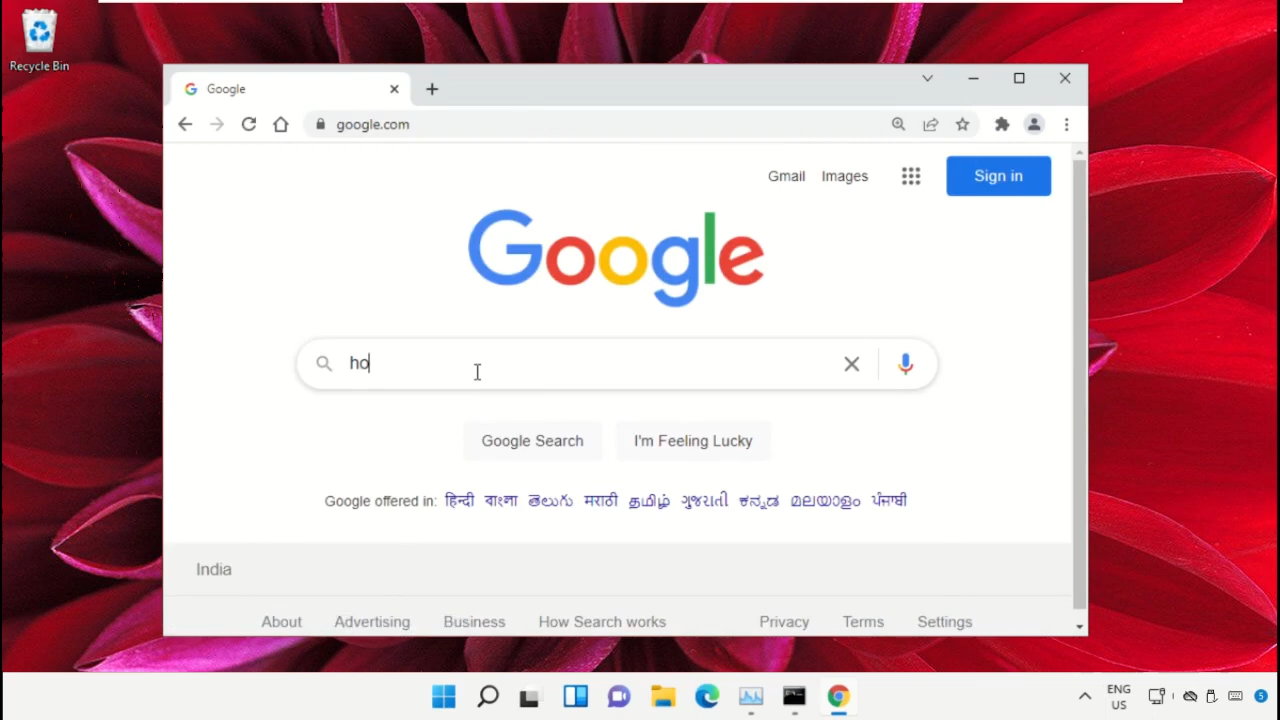 Recycle Bin
Google
google.com
Gmail Images Sign in
Google
ho
Google Search I'm Feeling Lucky
Google offered in: हिन्दी বাংলা తెలుగు मराठी தமிழ் ગુજરાતી ಕನ್ನಡ മലയാളം ਪੰਜਾਬੀ
India
About Advertising Business How Search works Privacy Terms Settings
ENG
US
5